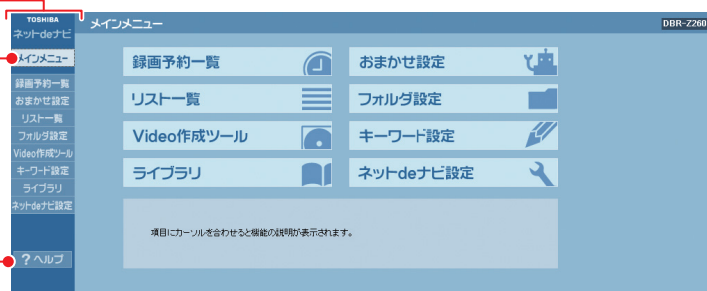 TOSHIBA
ネットdeナビ
メインメニュー
DBR-Z260
メインメニュー
録画予約一覧
おまかせ設定
リスト一覧
フォルダ設定
Video作成ツール
キーワード設定
ライブラリ
ネットdeナビ設定
?ヘルプ
録画予約一覧
おまかせ設定
リスト一覧
フォルダ設定
Video作成ツール
キーワード設定
ライブラリ
ネットdeナビ設定
項目にカーソルを合わせると機能の説明が表示されます。